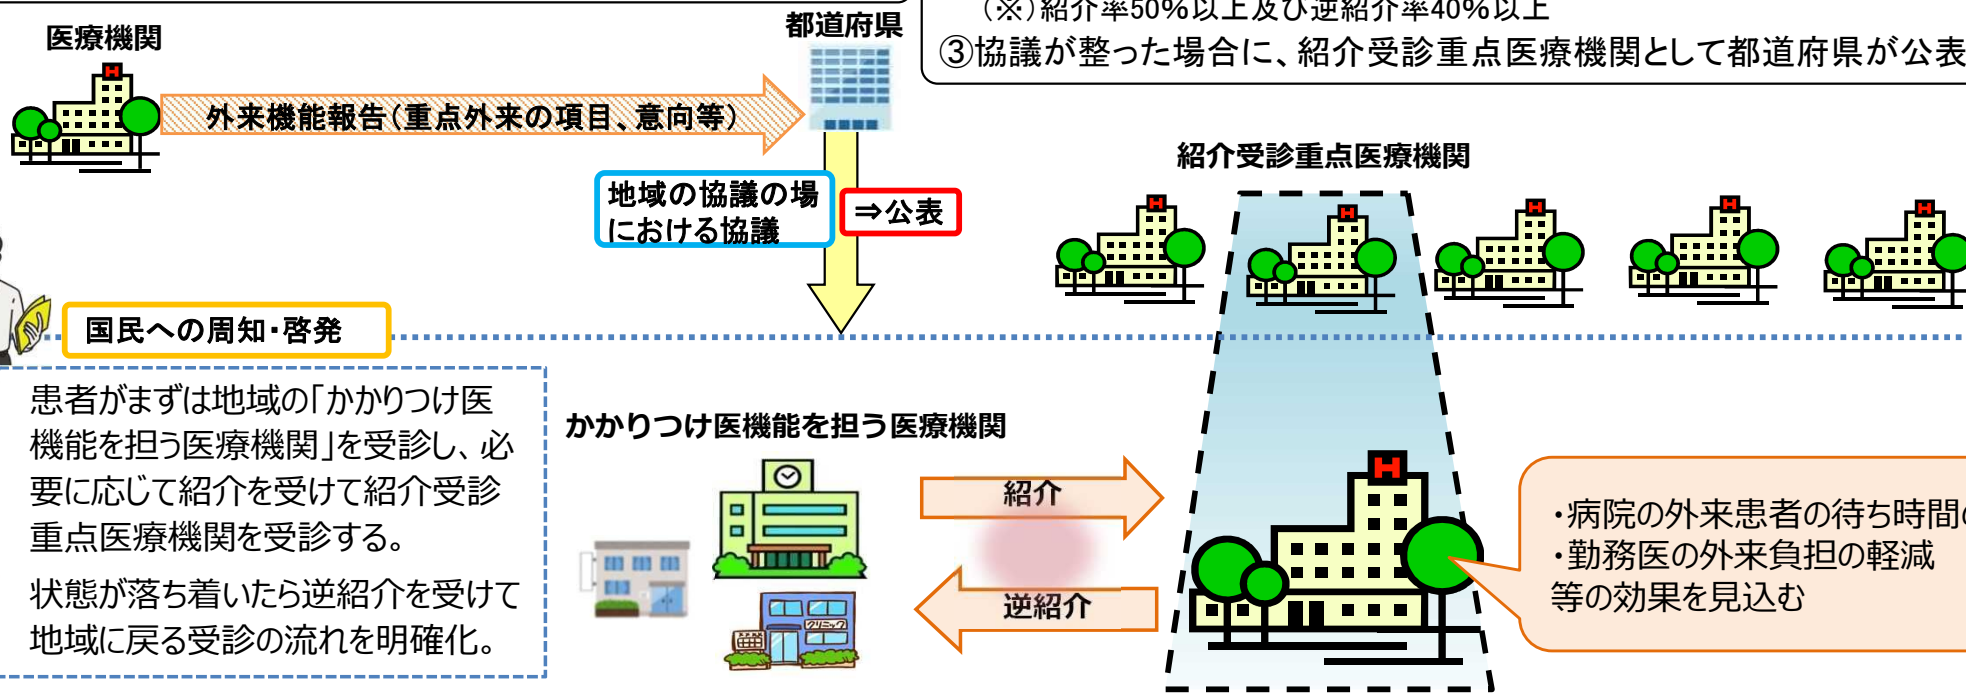 (※)紹介率50%以上及び逆紹介率40%以上
③協議が整った場合に、紹介受診重点医療機関として都道府県が公表
医療機関
都道府県
外来機能報告(重点外来の項目、意向等)
地域の協議の場
における協議
⇒公表
紹介受診重点医療機関
国民への周知・啓発
患者がまずは地域の「かかりつけ医
機能を担う医療機関」を受診し、必
要に応じて紹介を受けて紹介受診
重点医療機関を受診する。
状態が落ち着いたら逆紹介を受けて
地域に戻る受診の流れを明確化。
かかりつけ医機能を担う医療機関
クリニック
紹介
逆紹介
・病院の外来患者の待ち時間の
・勤務医の外来負担の軽減
等の効果を見込む